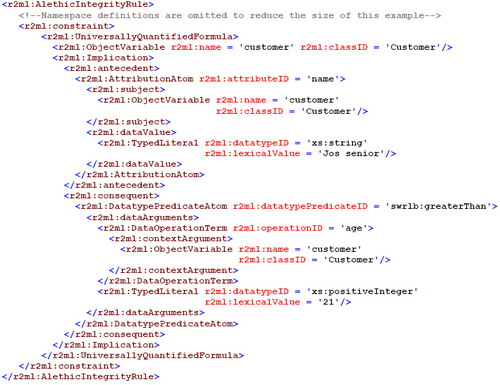 <r2ml:AlethicIntegrityRule>
<!--Namespace definitions are omitted to reduce the size of this example-->
<r2ml:constraint>
<r2ml:UniversallyQuantifiedFormula>
<r2ml:ObjectVariable r2ml:name = 'customer' r2ml:classID = 'Customer'/>
<r2ml:Implication>
<r2ml:antecedent>
<r2ml:AttributionAtom r2ml:attributeID = 'name'>
<r2ml:subject>
<r2ml:ObjectVariable r2ml:name = 'customer'
r2ml:classID = 'Customer'/>
</r2ml:subject>
<r2ml:dataValue>
<r2ml:TypedLiteral r2ml:datatypeID = 'xs:string'
r2ml:lexicalValue = 'Jos senior'/>
</r2ml:dataValue>
</r2ml:AttributionAtom>
</r2ml:antecedent>
<r2ml:consequent>
<r2ml:DatatypePredicateAtom r2ml:datatypePredicateID = 'swrlb:greaterThan'>
<r2ml:dataArguments>
<r2ml:DataOperationTerm r2ml:operationID = 'age'>
<r2ml:contextArgument>
<r2ml:ObjectVariable r2ml:name = 'customer'
r2ml:classID = 'Customer'/>
</r2ml:contextArgument>
</r2ml:DataOperationTerm>
<r2ml:TypedLiteral r2ml:datatypeID = 'xs:positiveInteger'
r2ml:lexicalValue = '21'/>
</r2ml:dataArguments>
</r2ml:DatatypePredicateAtom>
</r2ml:consequent>
</r2ml:Implication>
</r2ml:UniversallyQuantifiedFormula>
</r2ml:constraint>
</r2ml:AlethicIntegrityRule>